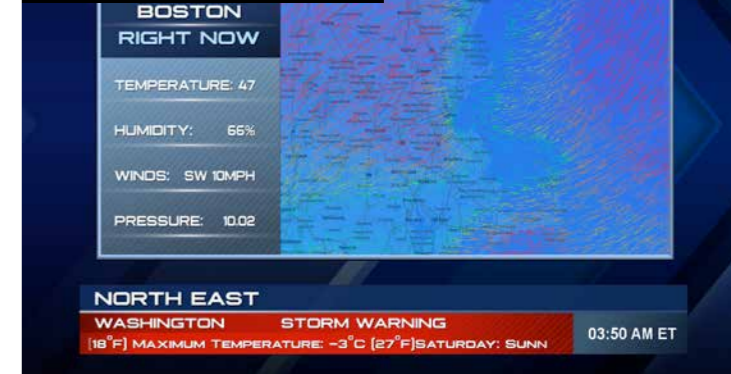 BOSTON
RIGHT NOW
TEMPERATURE: 47
HUMIDITY: 66%
WINDS: SW 10MPH
PRESSURE: 10.02
NORTH EAST
WASHINGTON STORM WARNING
(18°F) MAXIMUM TEMPERATURE: -3°C (27°F)SATURDAY: SUNN
03:50 AM ET